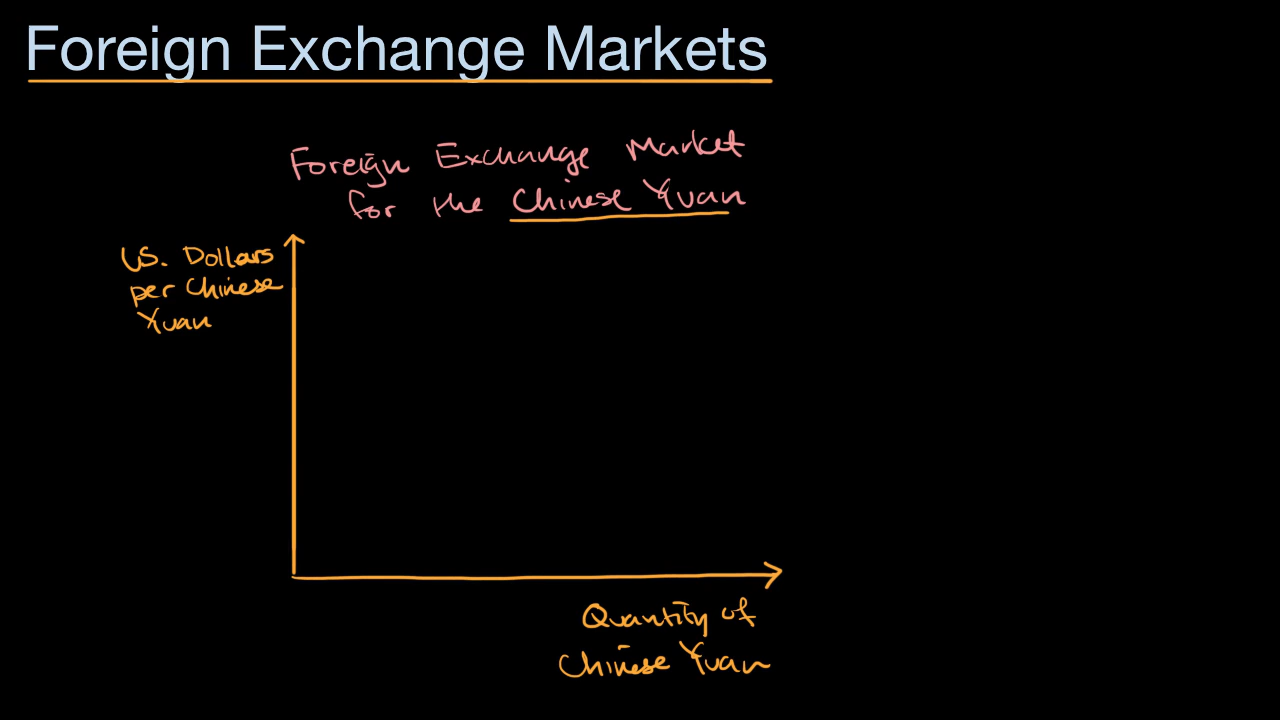 Foreign Exchange Markets
Foreign Exchange Market
for the Chinese Yuan
U.S. Dollars
per Chinese
Yuan
Quantity of
Chinese Yuan